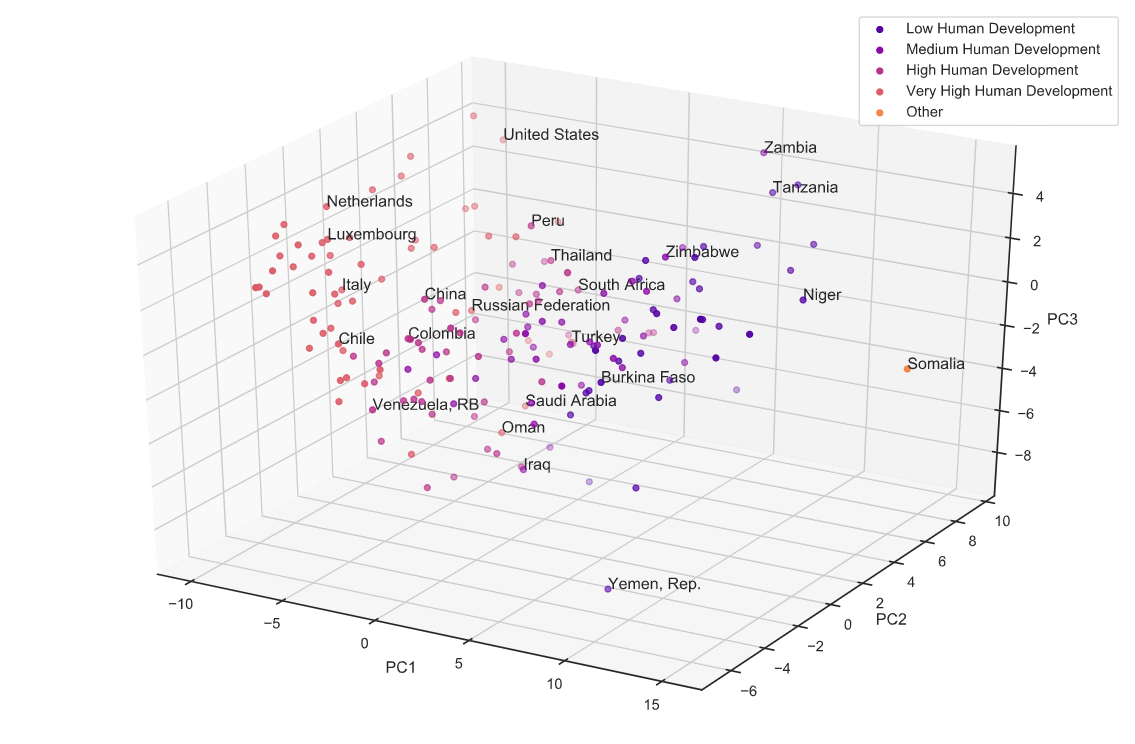 Low Human Development
Medium Human Development
High Human Development
Very High Human Development
Other
United States
Zambia
Tanzania
Netherlands
Peru
Luxembourg
Zimbabwe
Thailand
Italy
South Africa
China
Niger
Russian Federation
Colombia
Chile
Turkey
Somalia
Burkina Faso
Venezuela, RB
Saudi Arabia
Oman
Iraq
Yemen, Rep.
4
2
0
−2
PC3
−4
−6
−8
10
8
6
4
2
0
PC2
−2
−4
−6
−10
−5
0
PC1
5
10
15